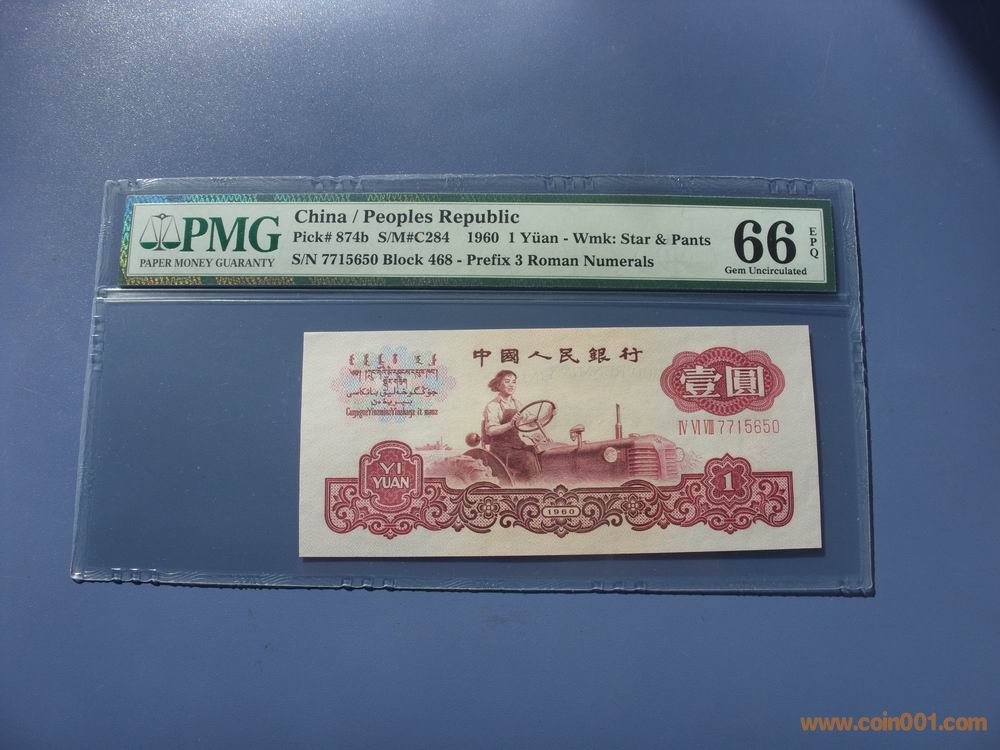 PMG
PAPER MONEY GUARANTY
China / Peoples Republic
Pick# 874b S/M#C284 1960 1 Yüan - Wmk: Star & Pants
S/N 7715650 Block 468 - Prefix 3 Roman Numerals
66
EPQ
Gem Uncirculated
中國人民銀行
壹圓
IV VI VIII 7715650
YI
YUAN
1
1960
www.coin001.com